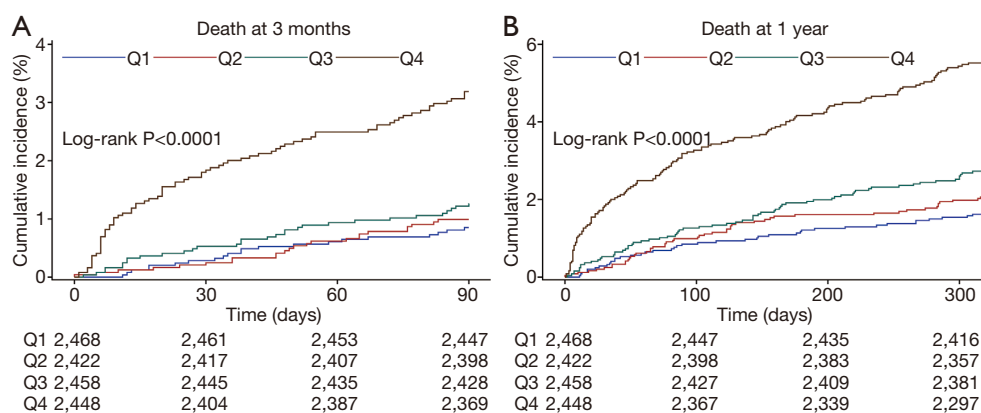 A
Death at 3 months
4
Q1 Q2 Q3 Q4
3
Log-rank P<0.0001
2
1
0
Cumulative incidence (%)
0 30 60 90
Time (days)
Q1 2,468 2,461 2,453 2,447
Q2 2,422 2,417 2,407 2,398
Q3 2,458 2,445 2,435 2,428
Q4 2,448 2,404 2,387 2,369
B
Death at 1 year
6
Q1 Q2 Q3 Q4
4
Log-rank P<0.0001
2
0
Cumulative incidence (%)
0 100 200 300
Time (days)
Q1 2,468 2,447 2,435 2,416
Q2 2,422 2,398 2,383 2,357
Q3 2,458 2,427 2,409 2,381
Q4 2,448 2,367 2,339 2,297